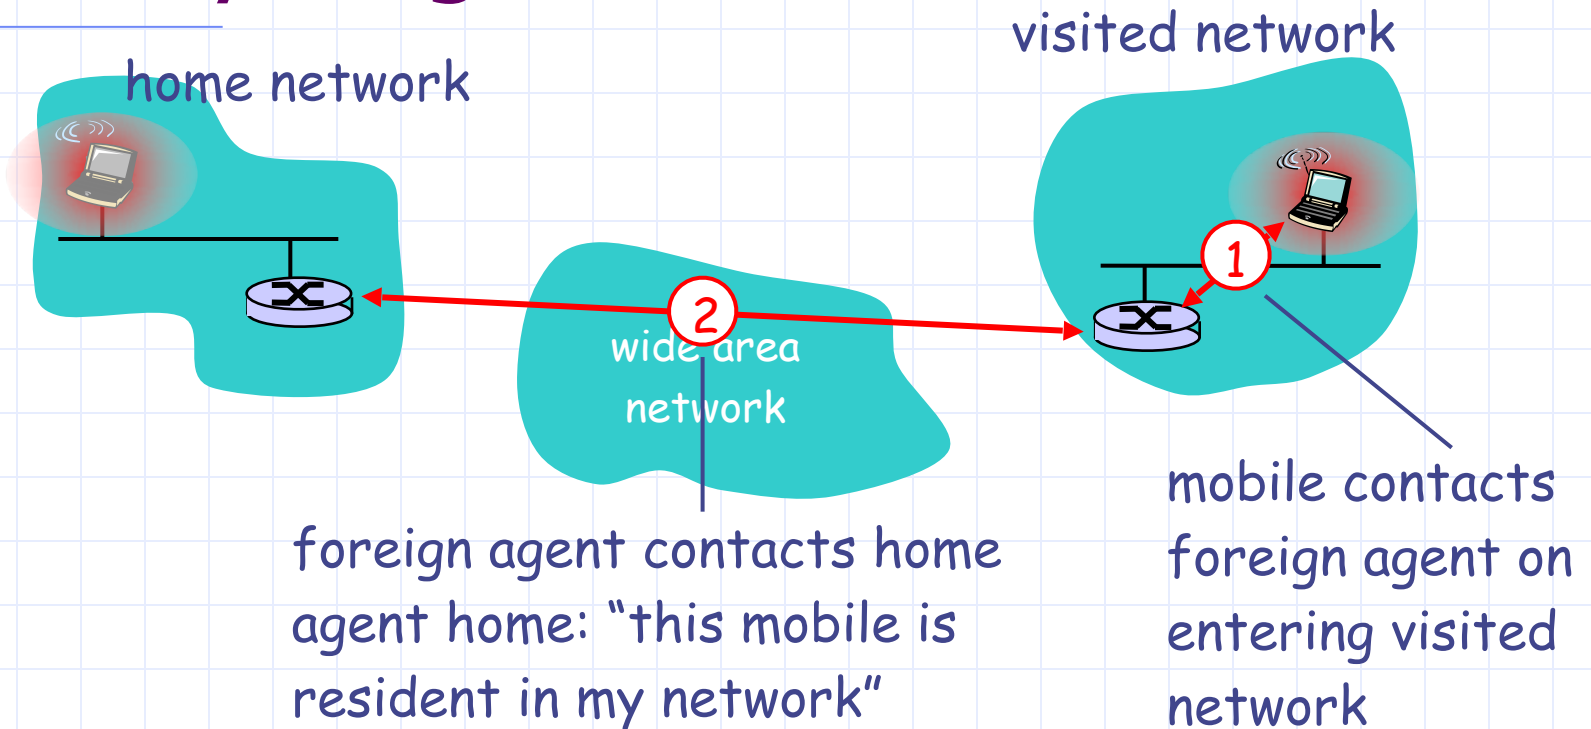 home network
visited network
1
2
wide area
network
foreign agent contacts home
agent home: “this mobile is
resident in my network”
mobile contacts
foreign agent on
entering visited
network